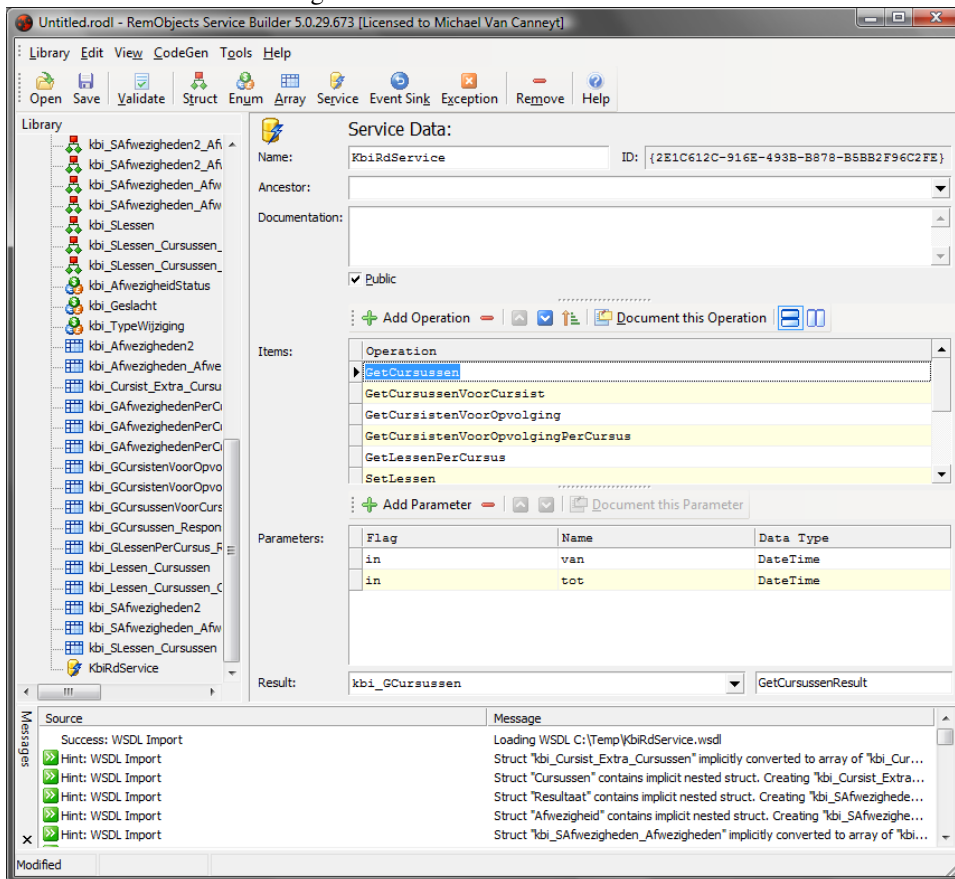 Untitled.rodl - RemObjects Service Builder 5.0.29.673 [Licensed to Michael Van Canneyt]
Library Edit View CodeGen Tools Help
Open Save Validate Struct Enum Array Service Event Sink Exception Remove Help
Library
kbi_SAfwezigheden2_Afv
kbi_SAfwezigheden2_Afv
kbi_SAfwezigheden_Afw
kbi_SAfwezigheden_Afw
kbi_SLessen
kbi_SLessen_Cursussen_
kbi_SLessen_Cursussen_
kbi_AfwezigheidStatus
kbi_Geslacht
kbi_TypeWijziging
kbi_Afwezigheden2
kbi_Afwezigheden_Afwe
kbi_Cursist_Extra_Cursu
kbi_GAfwezighedenPerCu
kbi_GAfwezighedenPerCu
kbi_GAfwezighedenPerCu
kbi_GCursistenVoorOpvo
kbi_GCursistenVoorOpvo
kbi_GCursussenVoorCurs
kbi_GCursussen_Respon
kbi_GLessenPerCursus_R
kbi_Lessen_Cursussen
kbi_Lessen_Cursussen_C
kbi_SAfwezigheden2
kbi_SAfwezigheden_Afw
kbi_SLessen_Cursussen
KbiRdService
Service Data:
Name: KbiRdService ID: {2E1C612C-916E-493B-B878-B5BB2F96C2FE}
Ancestor:
Documentation:
Public
Add Operation Document this Operation
Items: Operation
GetCursussen
GetCursussenVoorCursist
GetCursistenVoorOpvolging
GetCursistenVoorOpvolgingPerCursus
GetLessenPerCursus
SetLessen
Add Parameter Document this Parameter
Parameters: Flag Name Data Type
in van DateTime
in tot DateTime
Result: kbi_GCursussen GetCursussenResult
Messages
Source Message
Success: WSDL Import Loading WSDL C:\Temp\KbiRdService.wsdl
Hint: WSDL Import Struct "kbi_Cursist_Extra_Cursussen" implicitly converted to array of "kbi_Cur...
Hint: WSDL Import Struct "Cursussen" contains implicit nested struct. Creating "kbi_Cursist_Extra...
Hint: WSDL Import Struct "Resultaat" contains implicit nested struct. Creating "kbi_SAfwezighede...
Hint: WSDL Import Struct "Afwezigheid" contains implicit nested struct. Creating "kbi_SAfwezighe...
Hint: WSDL Import Struct "kbi_SAfwezigheden_Afwezigheden" implicitly converted to array of "kbi...
Modified